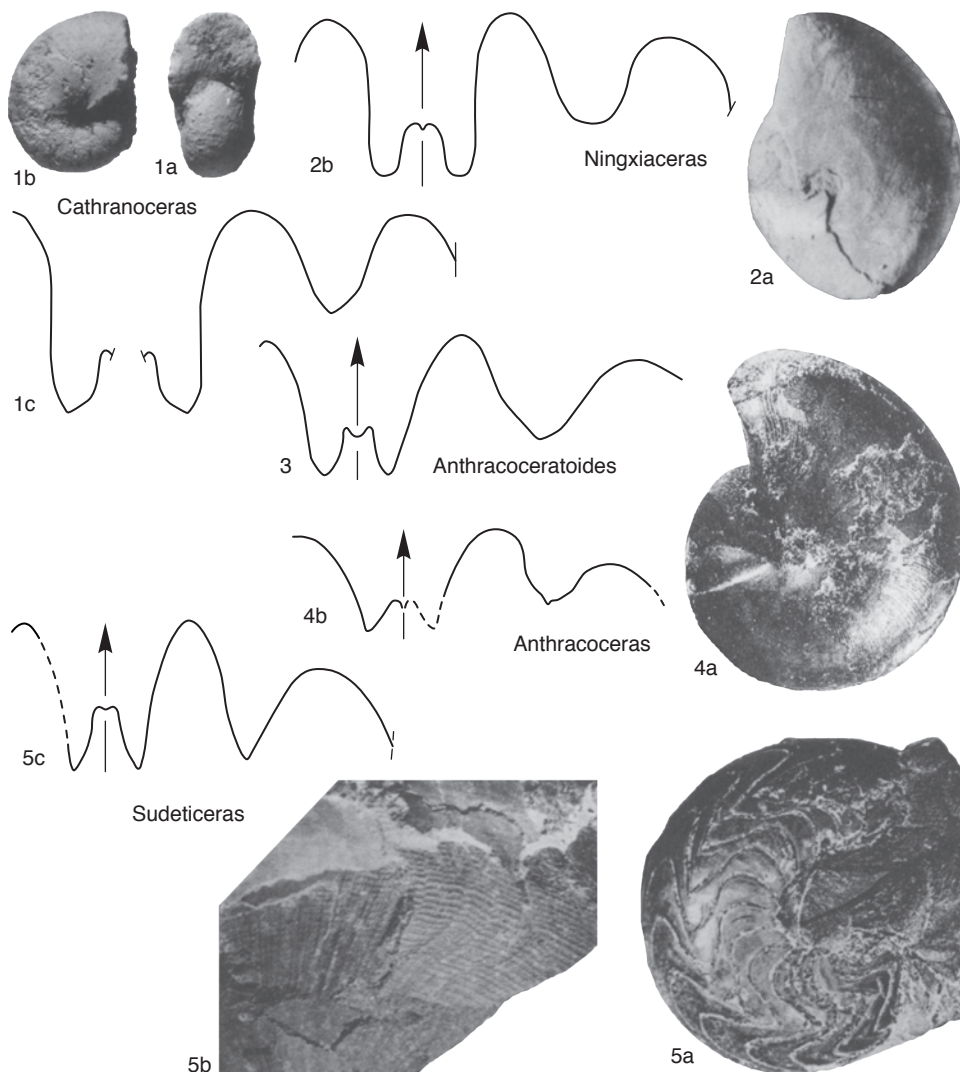 1b
1a
Cathranoceras
2b
Ningxiaceras
2a
1c
3
Anthracoceratoides
4b
Anthracoceras
4a
5c
Sudeticeras
5b
5a